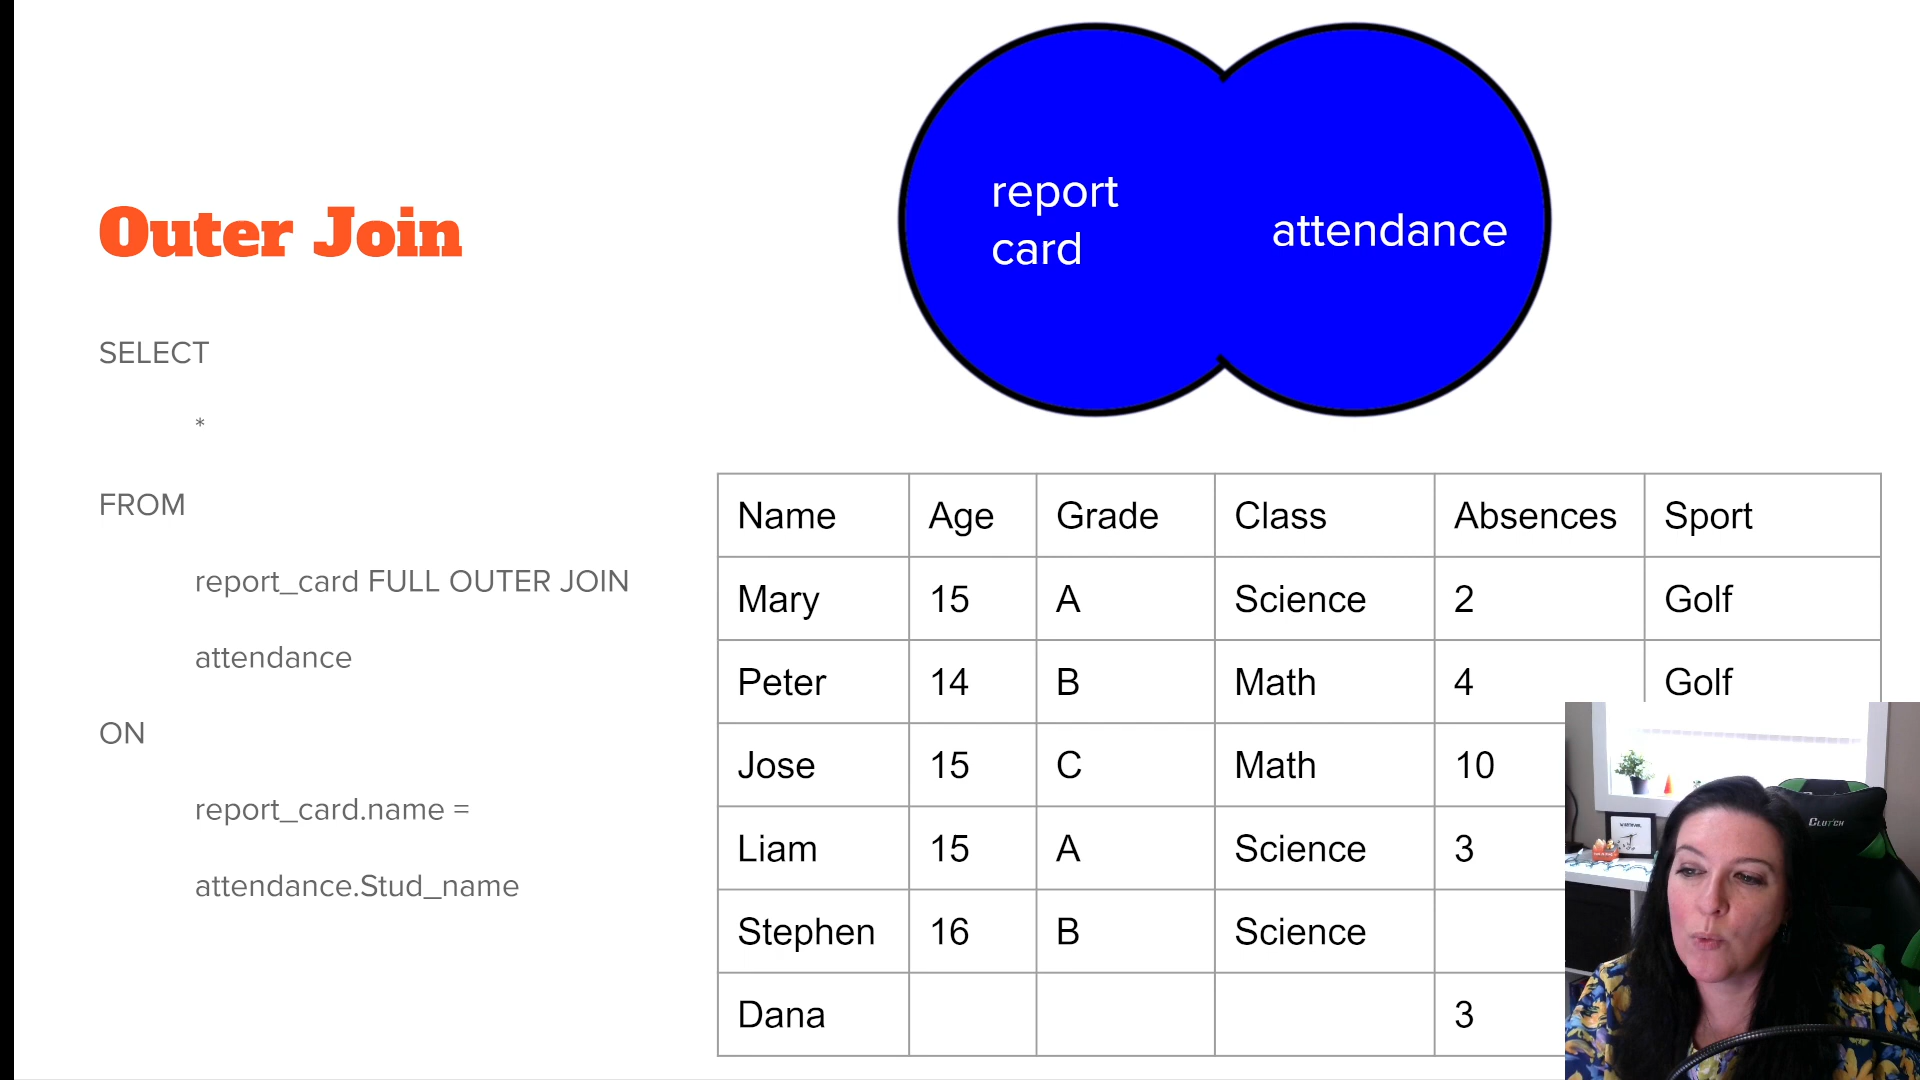 report
card
attendance
Outer Join
SELECT
*
FROM
report_card FULL OUTER JOIN
attendance
ON
report_card.name =
attendance.Stud_name
Name Age Grade Class Absences Sport
Mary 15 A Science 2 Golf
Peter 14 B Math 4 Golf
Jose 15 C Math 10
Liam 15 A Science 3
Stephen 16 B Science
Dana 3
CLUTCH